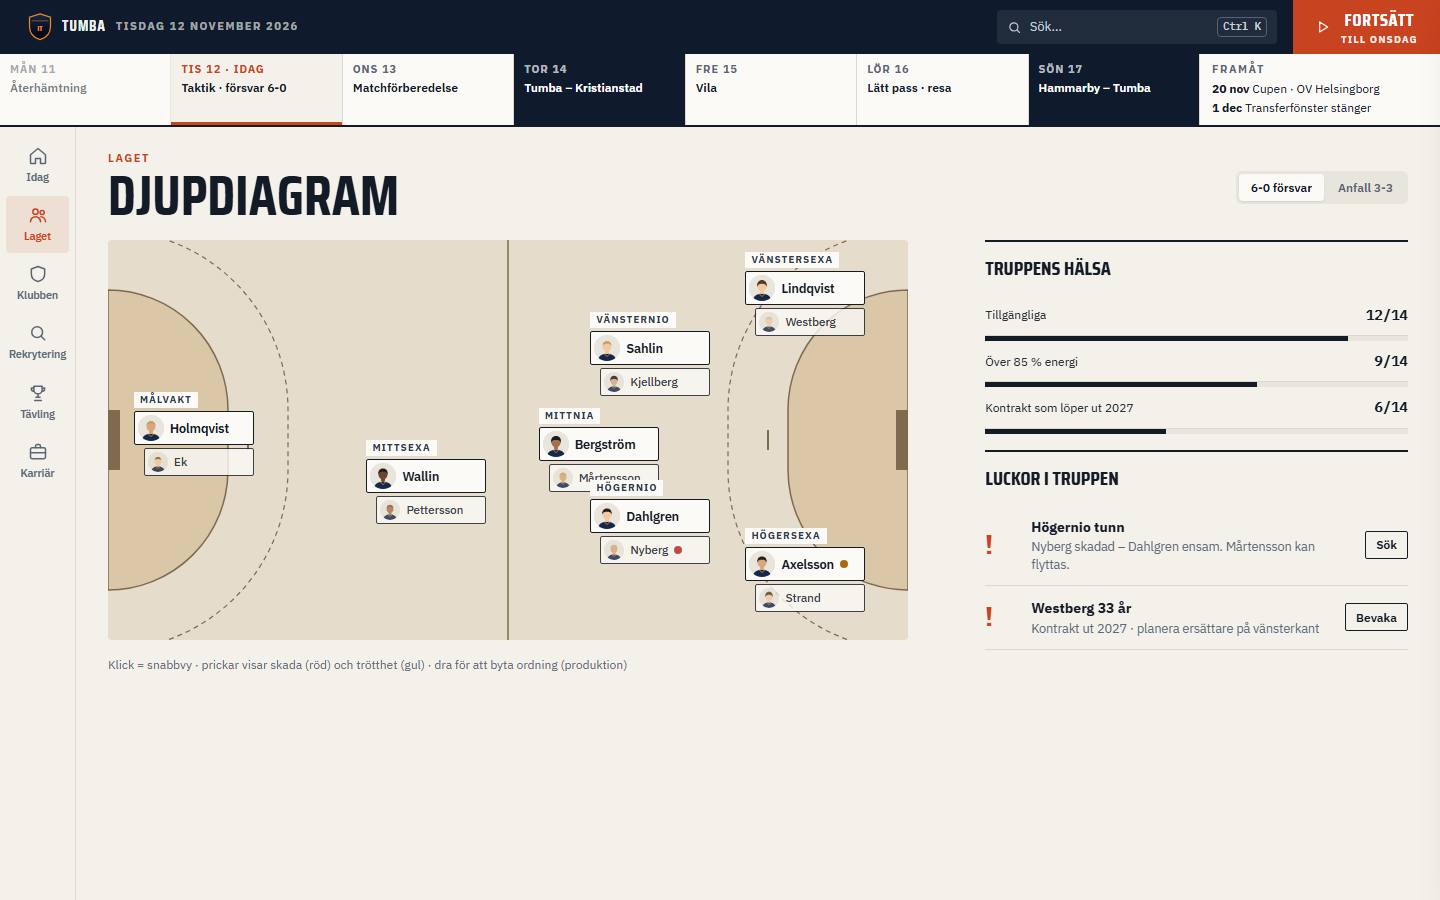 IT
TUMBA TISDAG 12 NOVEMBER 2026
Sök... Ctrl K
FORTSÄTT
TILL ONSDAG
MÅN 11
Återhämtning
TIS 12 · IDAG
Taktik · försvar 6-0
ONS 13
Matchförberedelse
TOR 14
Tumba – Kristianstad
FRE 15
Vila
LÖR 16
Lätt pass · resa
SÖN 17
Hammarby – Tumba
FRAMÅT
20 nov Cupen · OV Helsingborg
1 dec Transferfönster stänger
Idag
Laget
Klubben
Rekrytering
Tävling
Karriär
LAGET
DJUPDIAGRAM
6-0 försvar Anfall 3-3
MÅLVAKT
Holmqvist
Ek
MITTSEXA
Wallin
Pettersson
VÄNSTERNIO
Sahlin
Kjellberg
MITTNIA
Bergström
Mårtensson
HÖGERNIO
Dahlgren
Nyberg
VÄNSTERSEXA
Lindqvist
Westberg
HÖGERSEXA
Axelsson
Strand
Klick = snabbvy · prickar visar skada (röd) och trötthet (gul) · dra för att byta ordning (produktion)
TRUPPENS HÄLSA
Tillgängliga 12/14
Över 85 % energi 9/14
Kontrakt som löper ut 2027 6/14
LUCKOR I TRUPPEN
! Högernio tunn
Nyberg skadad – Dahlgren ensam. Mårtensson kan
flyttas.
Sök
! Westberg 33 år
Kontrakt ut 2027 · planera ersättare på vänsterkant
Bevaka